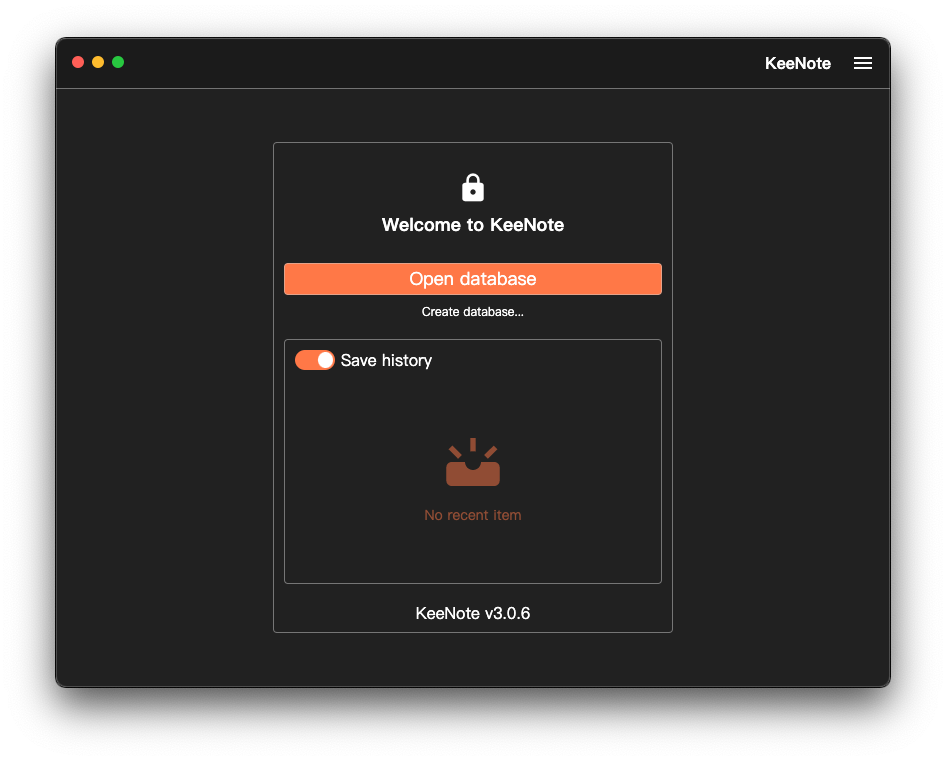 KeeNote
Welcome to KeeNote
Open database
Create database...
Save history
No recent item
KeeNote v3.0.6